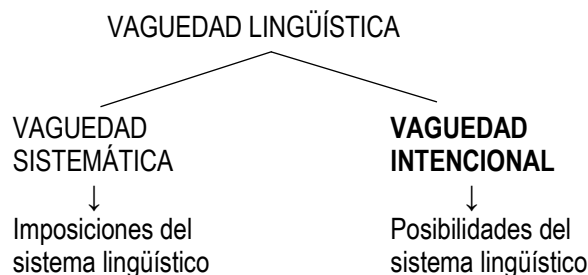 VAGUEDAD LINGÜÍSTICA
VAGUEDAD
SISTEMÁTICA
↓
Imposiciones del
sistema lingüístico
VAGUEDAD
INTENCIONAL
↓
Posibilidades del
sistema lingüístico